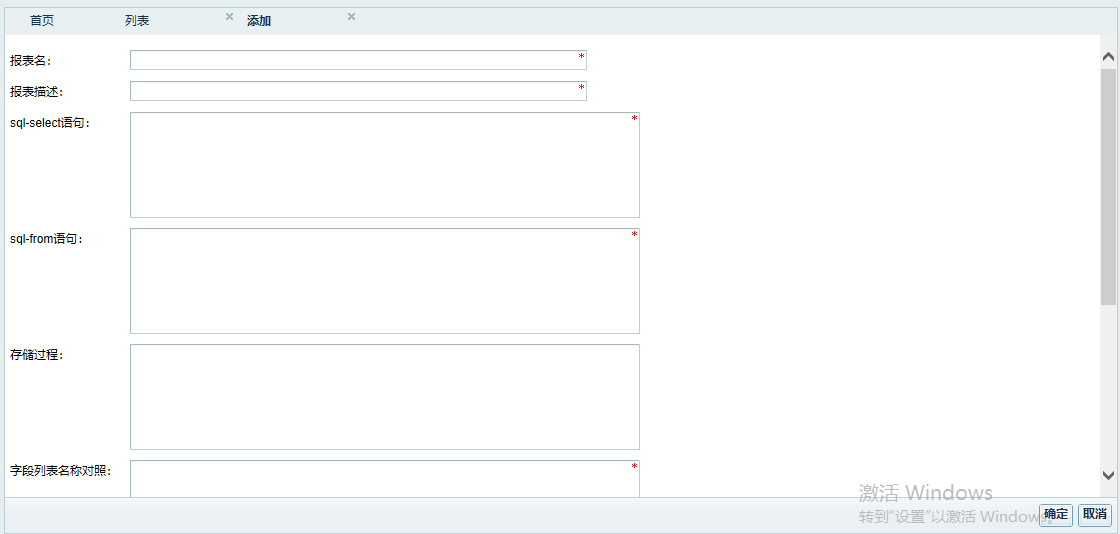 首页 列表 × 添加 ×
报表名: *
报表描述: *
sql-select语句: *
sql-from语句: *
存储过程:
字段列表名称对照: *
激活 Windows
转到"设置"以激活 Windows。
确定 取消